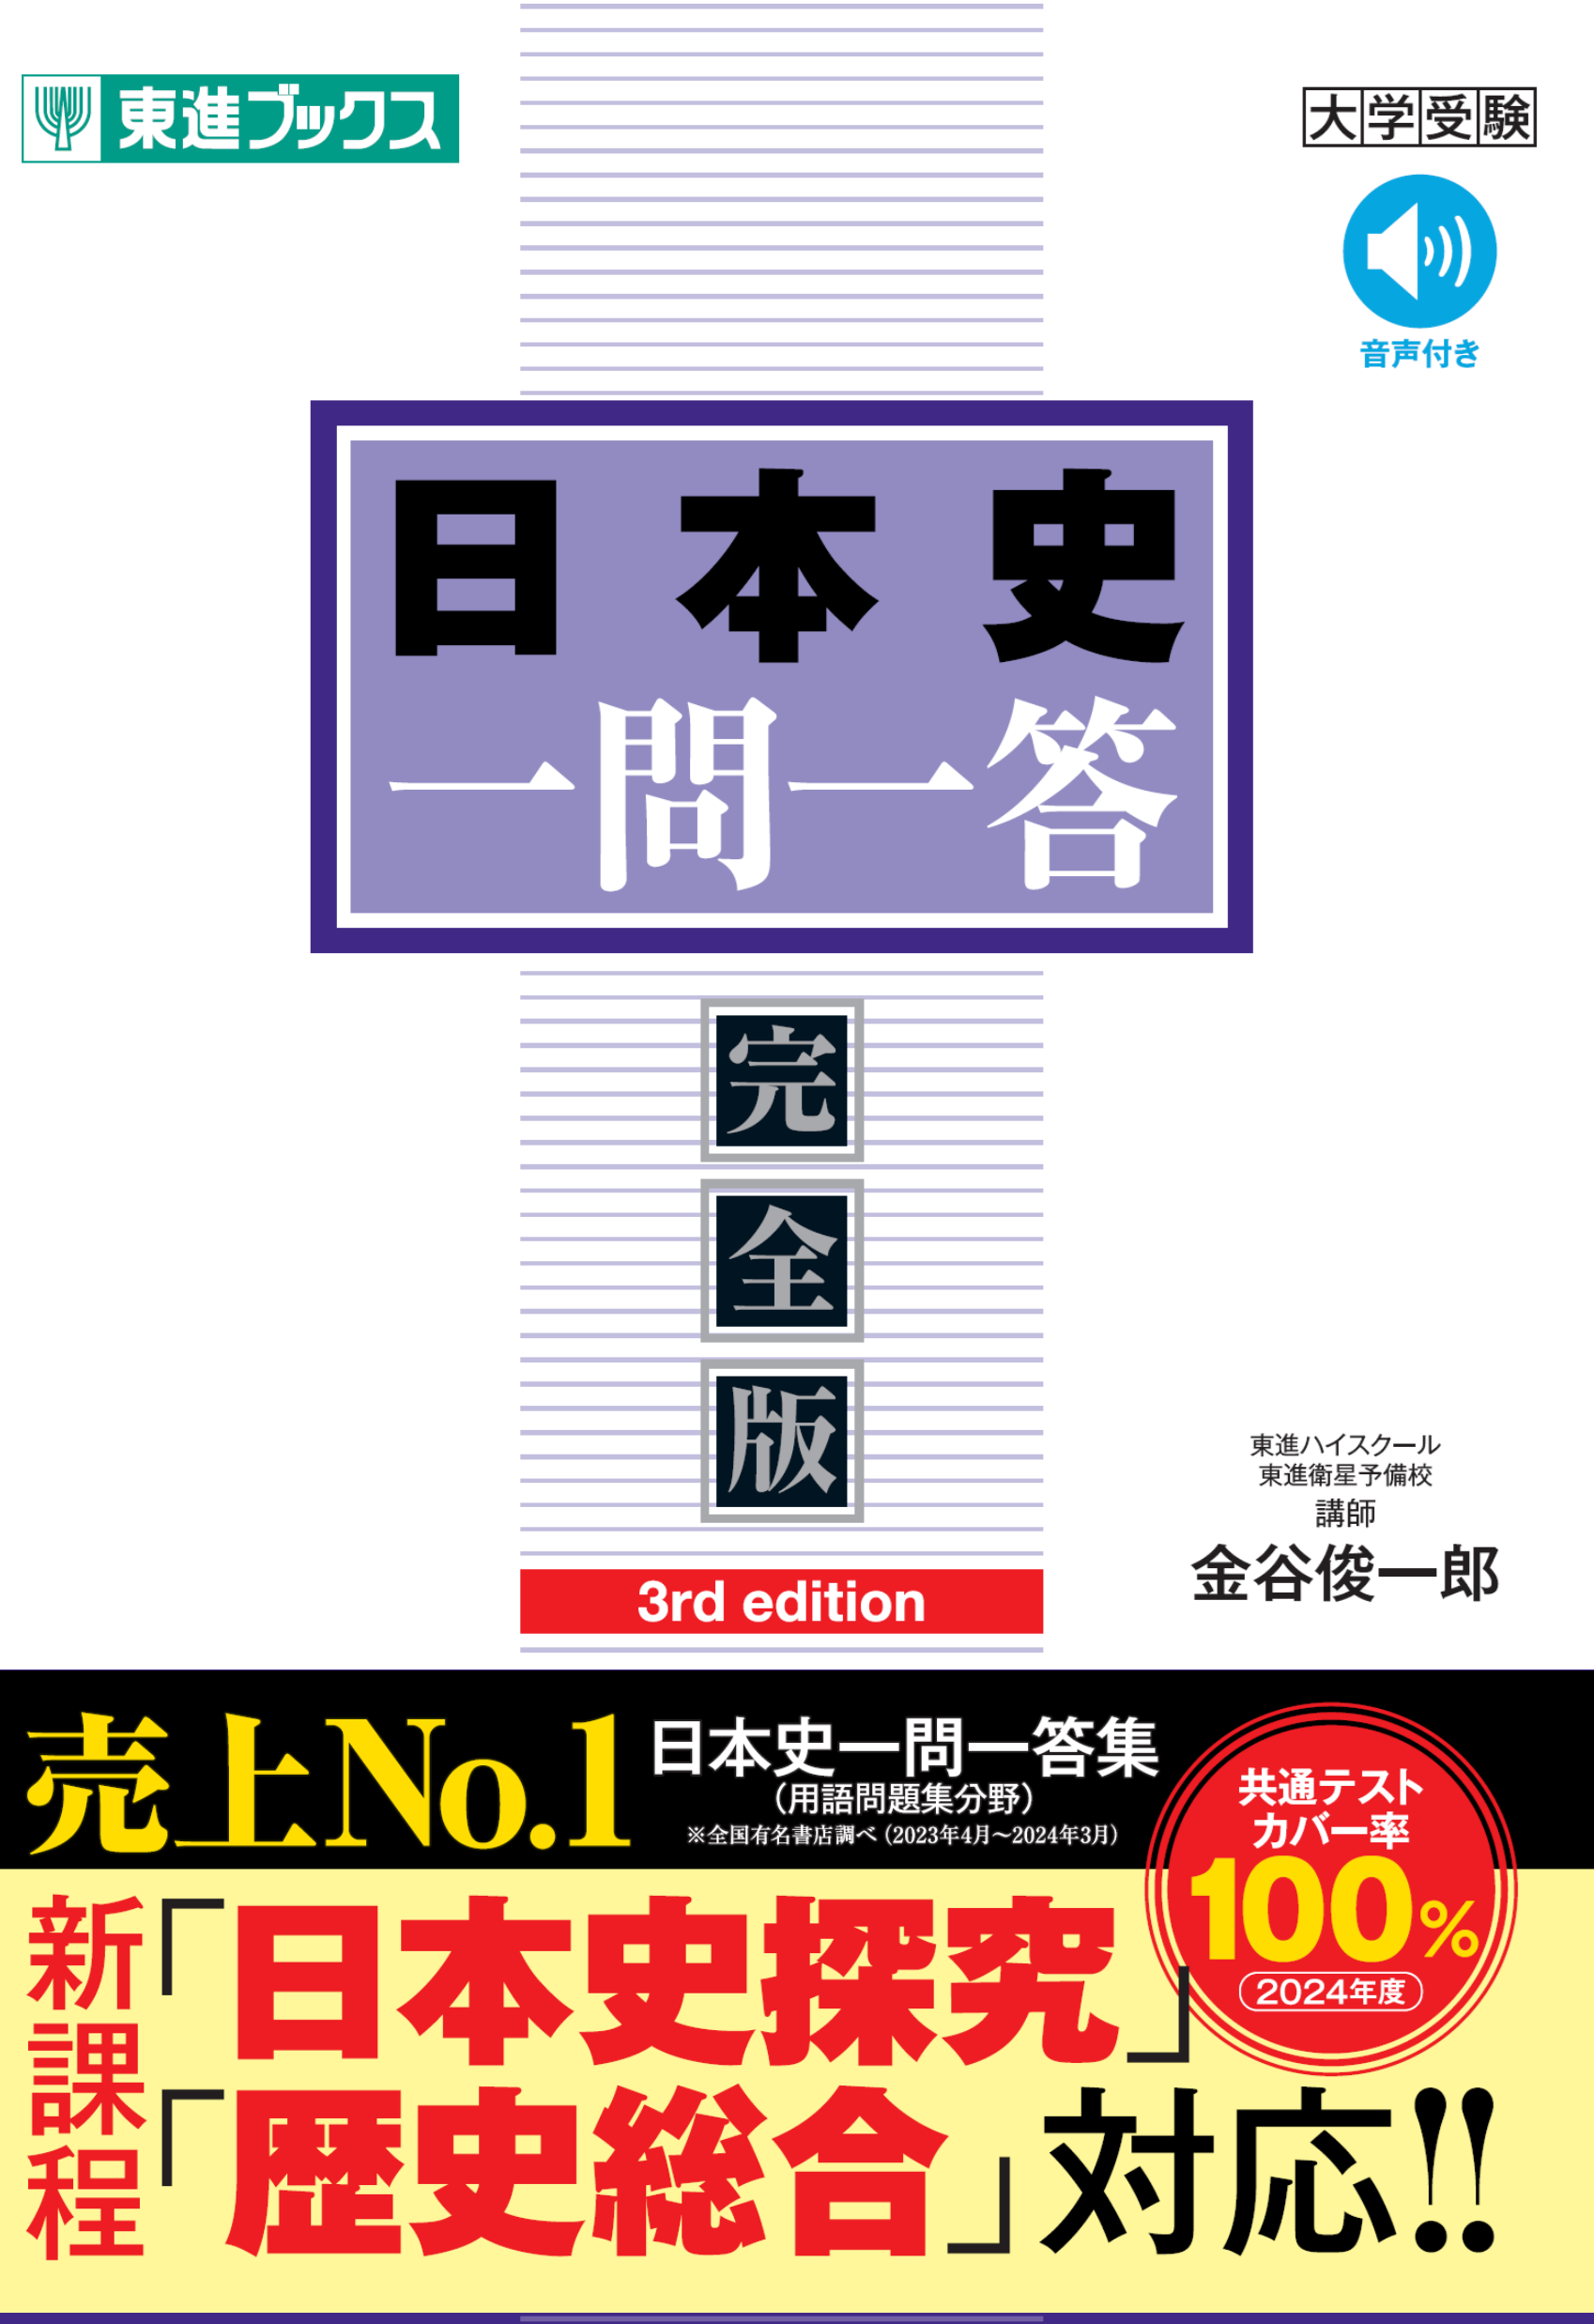 東進ブックス
大学受験
音声付き
日本史
一問一答
完
全
版
東進ハイスクール
東進衛星予備校
講師
金谷俊一郎
3rd edition
売上No.1
日本史一問一答集
（用語問題集分野）
※全国有名書店調べ（2023年4月〜2024年3月）
共通テスト
カバー率
100%
2024年度
新課程
「日本史探究」
「歴史総合」対応!!